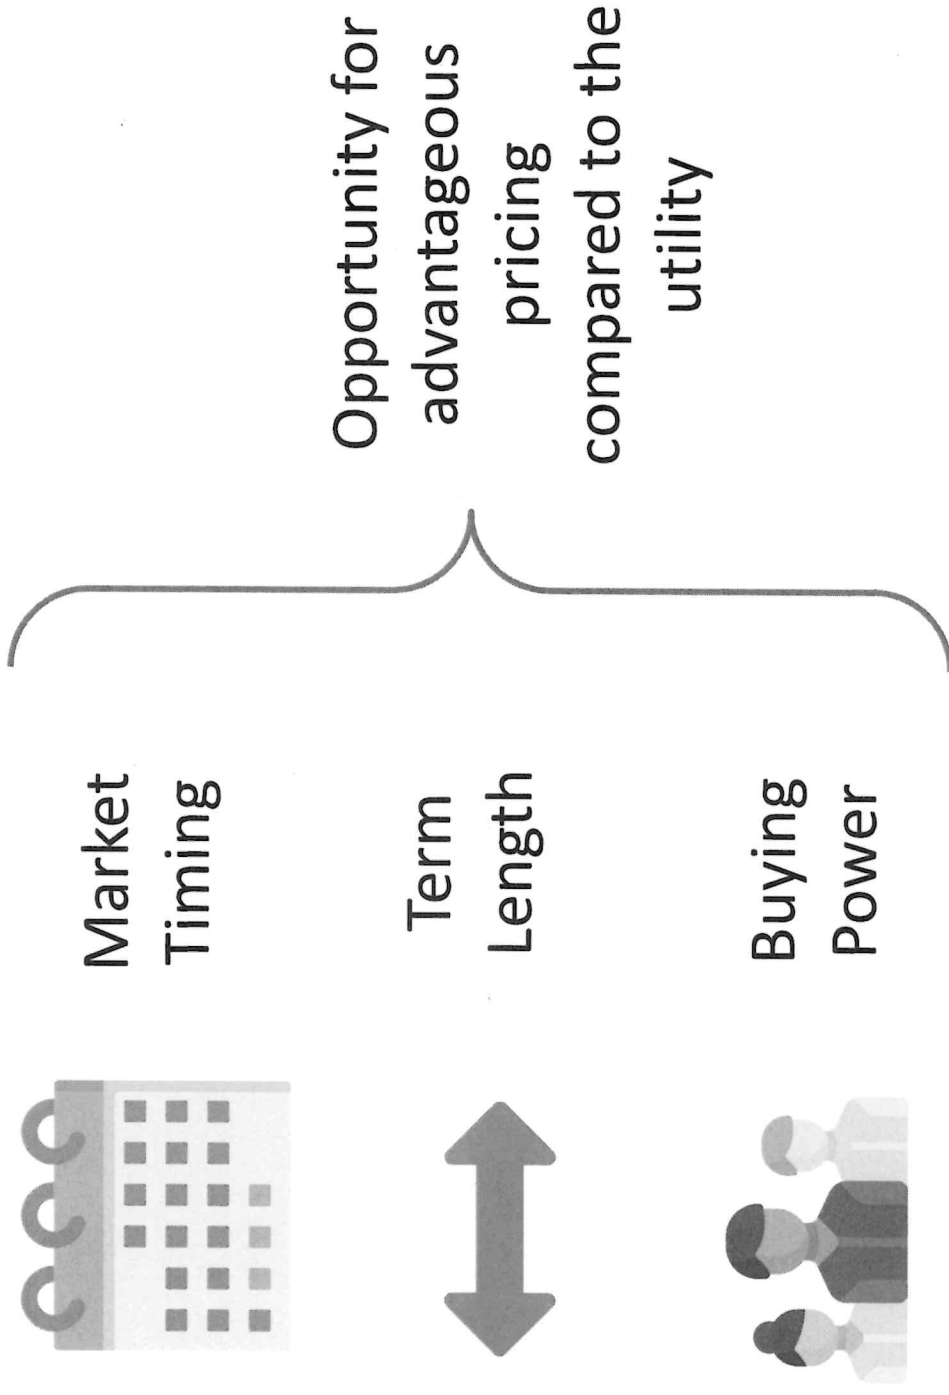 Market
Timing
Term
Length
Buying
Power
Opportunity for
advantageous
pricing
compared to the
utility